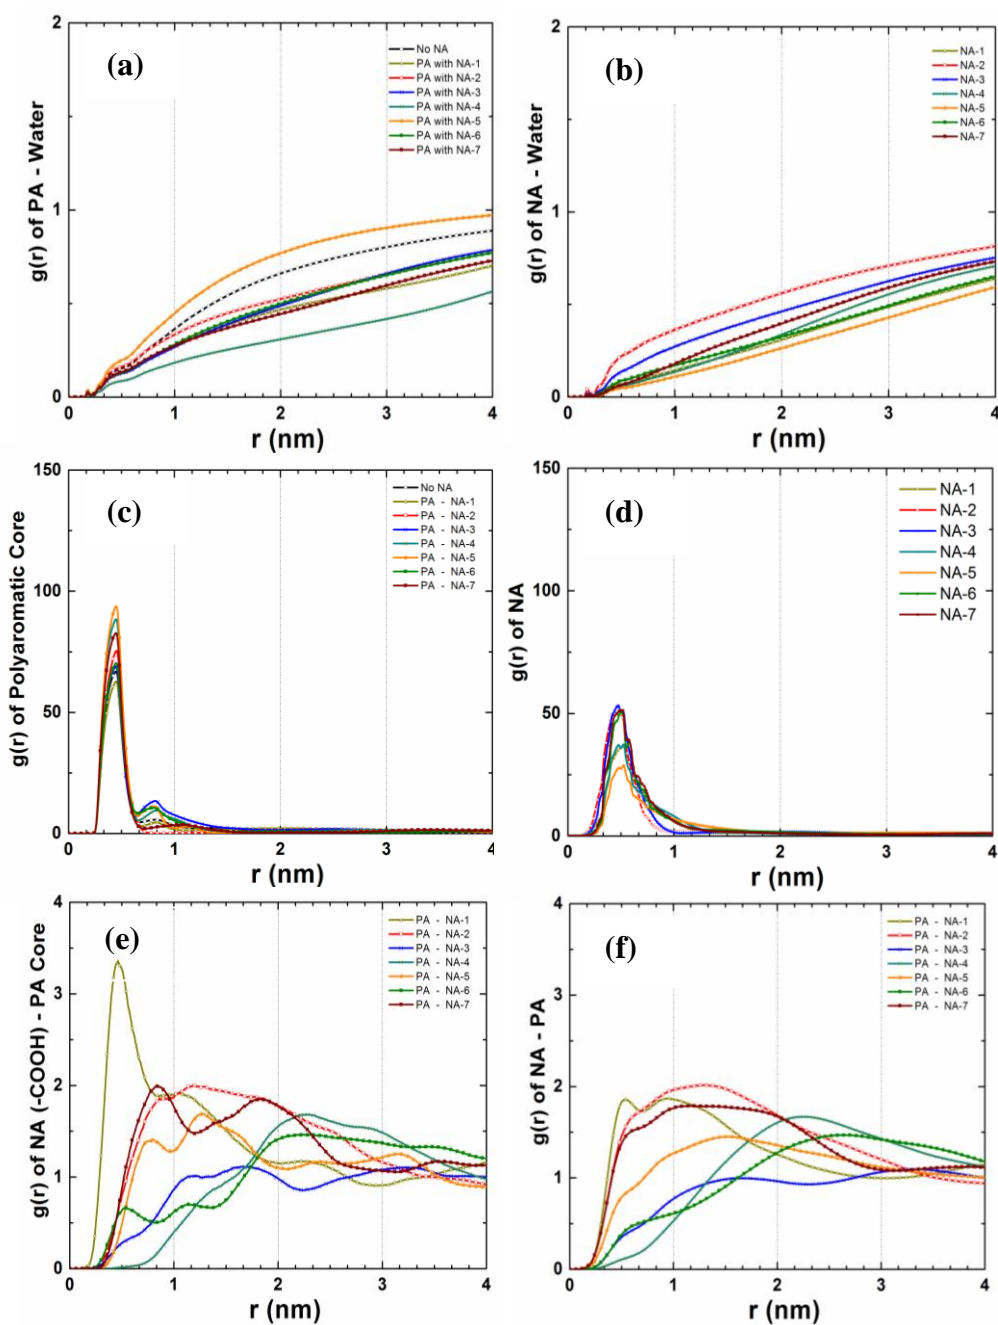 (a)
g(r) of PA - Water
2
1
0
No NA
PA with NA-1
PA with NA-2
PA with NA-3
PA with NA-4
PA with NA-5
PA with NA-6
PA with NA-7
0 1 2 3 4
r (nm)
(b)
g(r) of NA - Water
2
1
0
NA-1
NA-2
NA-3
NA-4
NA-5
NA-6
NA-7
0 1 2 3 4
r (nm)
(c)
g(r) of Polyaromatic Core
150
100
50
0
No NA
PA - NA-1
PA - NA-2
PA - NA-3
PA - NA-4
PA - NA-5
PA - NA-6
PA - NA-7
0 1 2 3 4
r (nm)
(d)
g(r) of NA
150
100
50
0
NA-1
NA-2
NA-3
NA-4
NA-5
NA-6
NA-7
0 1 2 3 4
r (nm)
(e)
g(r) of NA (-COOH) - PA Core
4
3
2
1
0
PA - NA-1
PA - NA-2
PA - NA-3
PA - NA-4
PA - NA-5
PA - NA-6
PA - NA-7
0 1 2 3 4
r (nm)
(f)
g(r) of NA - PA
4
3
2
1
0
PA - NA-1
PA - NA-2
PA - NA-3
PA - NA-4
PA - NA-5
PA - NA-6
PA - NA-7
0 1 2 3 4
r (nm)